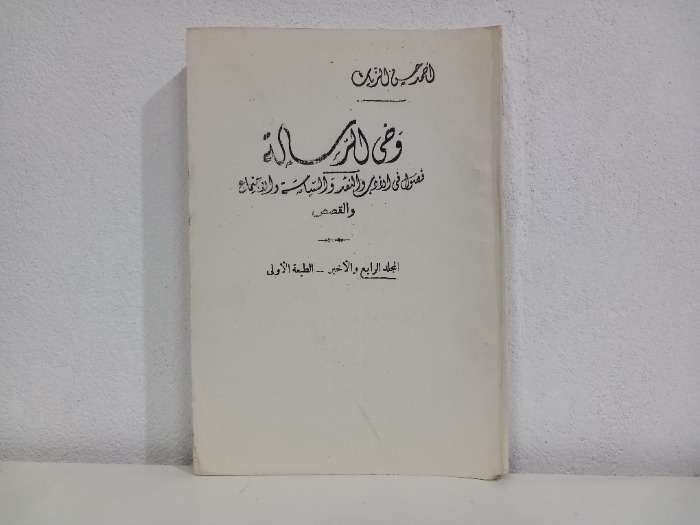 أحمد حسن الزيات
وحي الرسالة
فصول في الأدب والنقد والسياسة والاجتماع
والقصص
المجلد الرابع والأخير – الطبعة الأولى